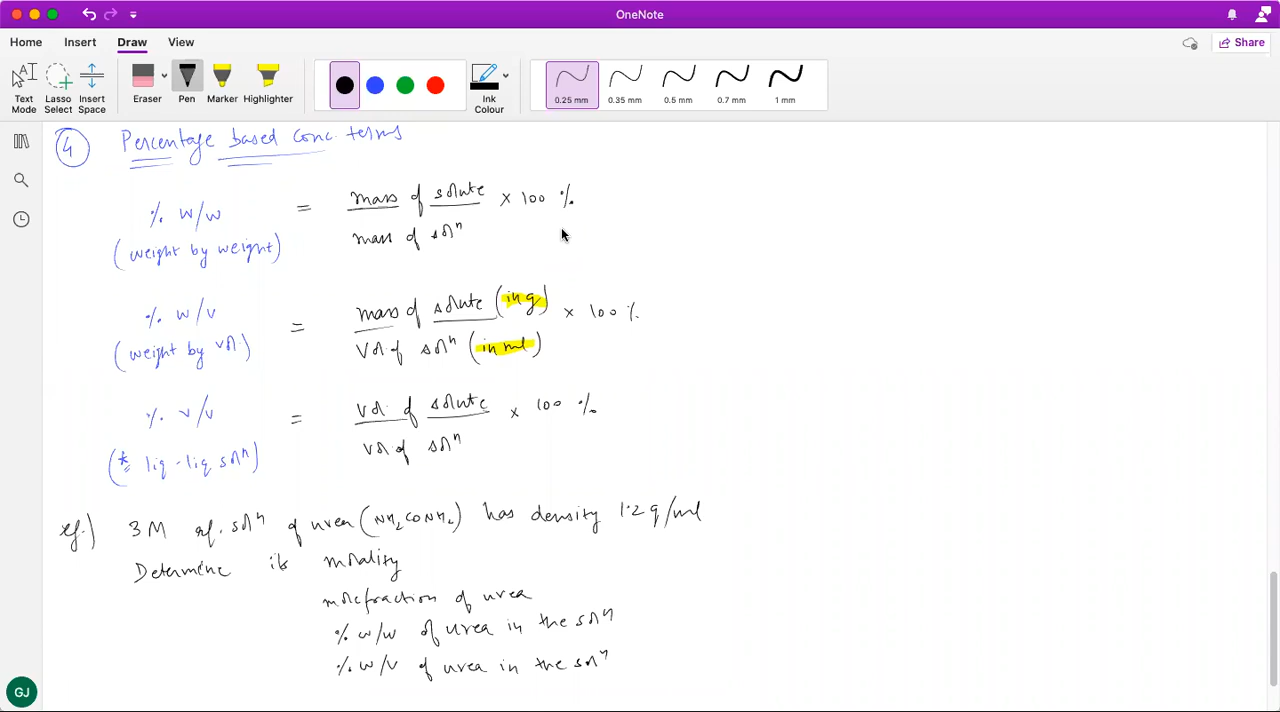 OneNote
Home Insert Draw View Share
Text Mode Lasso Select Insert Space Eraser Pen Marker Highlighter Ink Colour 0.25 mm 0.35 mm 0.5 mm 0.7 mm 1 mm
④ Percentage based conc. terms
% w/w = mass of solute × 100 %
(weight by weight) mass of solⁿ
% w/v = mass of solute (in g) × 100 %
(weight by vol.) Vol of solⁿ (in ml)
% v/v = vol. of solute × 100 %
(* liq-liq solⁿ) vol of solⁿ
eg.) 3 M aq. solⁿ of urea (NH₂CONH₂) has density 1.2 g/ml
Determine its molality
molefraction of urea
% w/w of urea in the solⁿ
% w/v of urea in the solⁿ
GJ